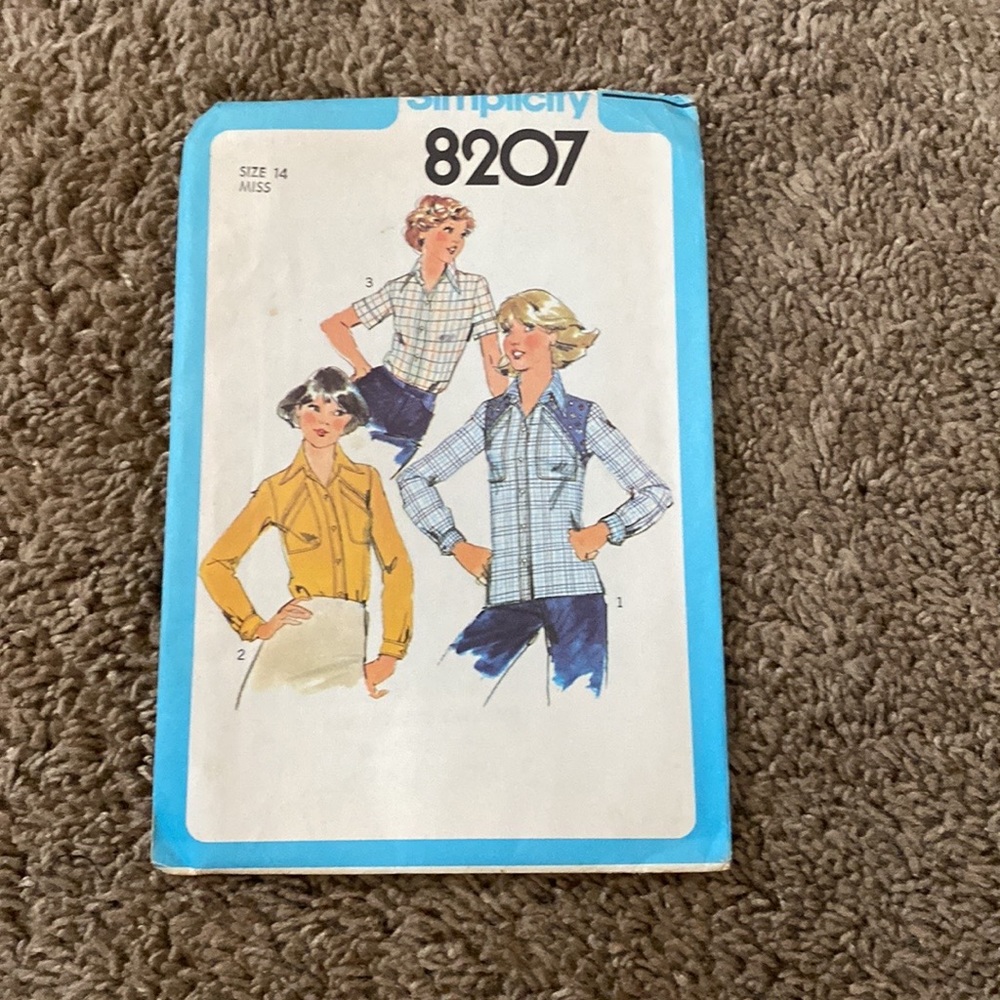 Simplicity
8207
SIZE 14
MISS
3
1
2